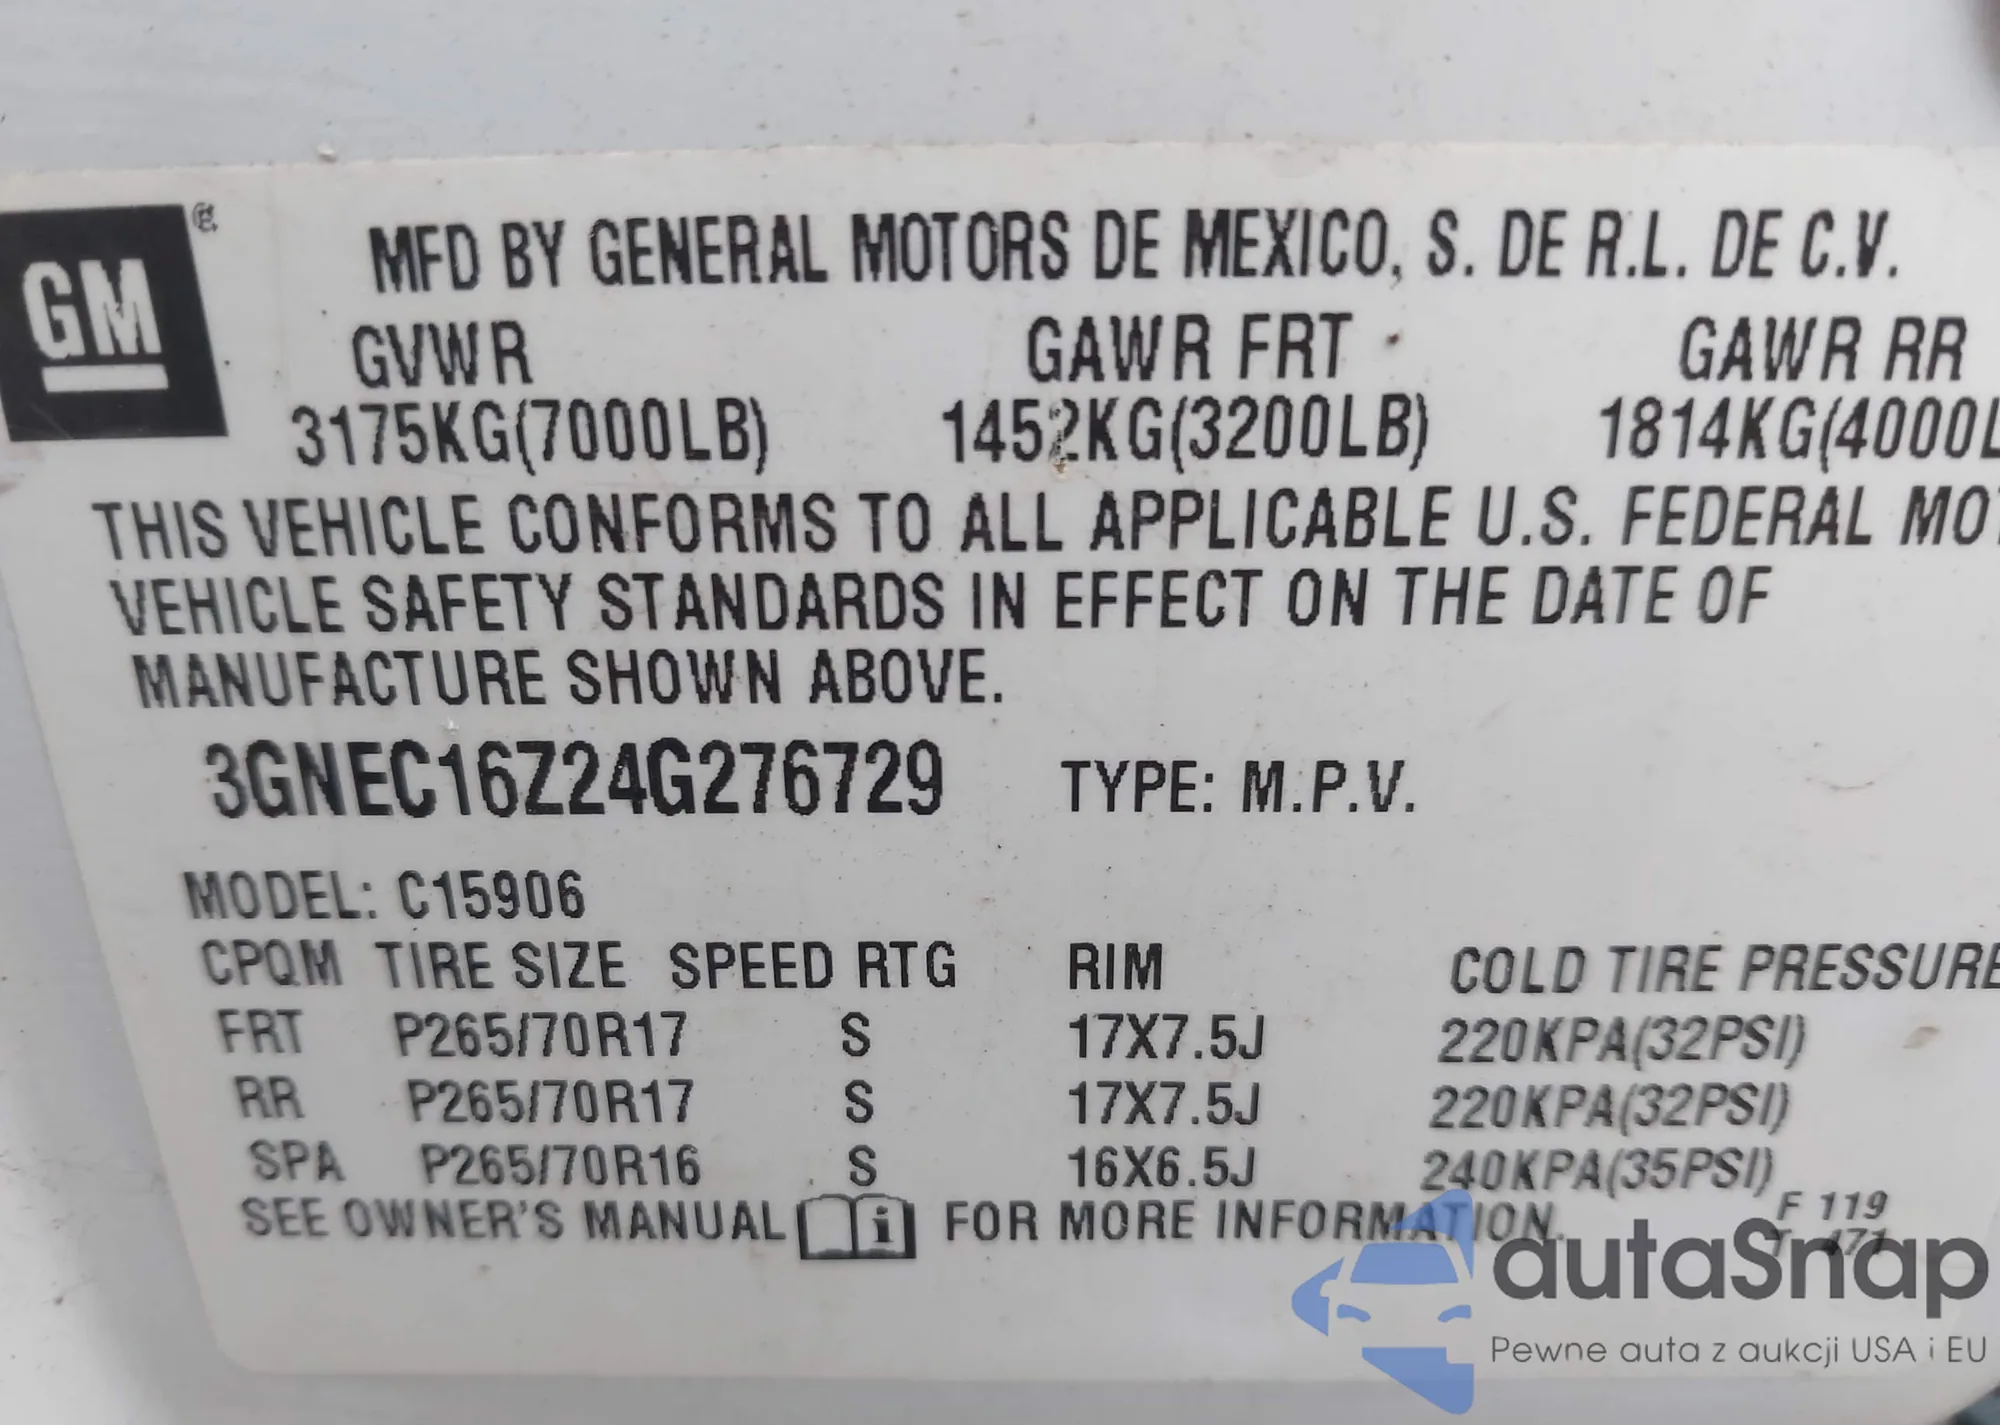 GM
MFD BY GENERAL MOTORS DE MEXICO, S. DE R.L. DE C.V.
GVWR GAWR FRT GAWR RR
3175KG(7000LB) 1452KG(3200LB) 1814KG(4000L
THIS VEHICLE CONFORMS TO ALL APPLICABLE U.S. FEDERAL MOT
VEHICLE SAFETY STANDARDS IN EFFECT ON THE DATE OF
MANUFACTURE SHOWN ABOVE.
3GNEC16Z24G276729 TYPE: M.P.V.
MODEL: C15906
CPQM TIRE SIZE SPEED RTG RIM COLD TIRE PRESSURE
FRT P265/70R17 S 17X7.5J 220KPA(32PSI)
RR P265/70R17 S 17X7.5J 220KPA(32PSI)
SPA P265/70R16 S 16X6.5J 240KPA(35PSI)
SEE OWNER'S MANUAL i FOR MORE INFORMATION.
F 119
T 471
autaSnap
Pewne auta z aukcji USA i EU